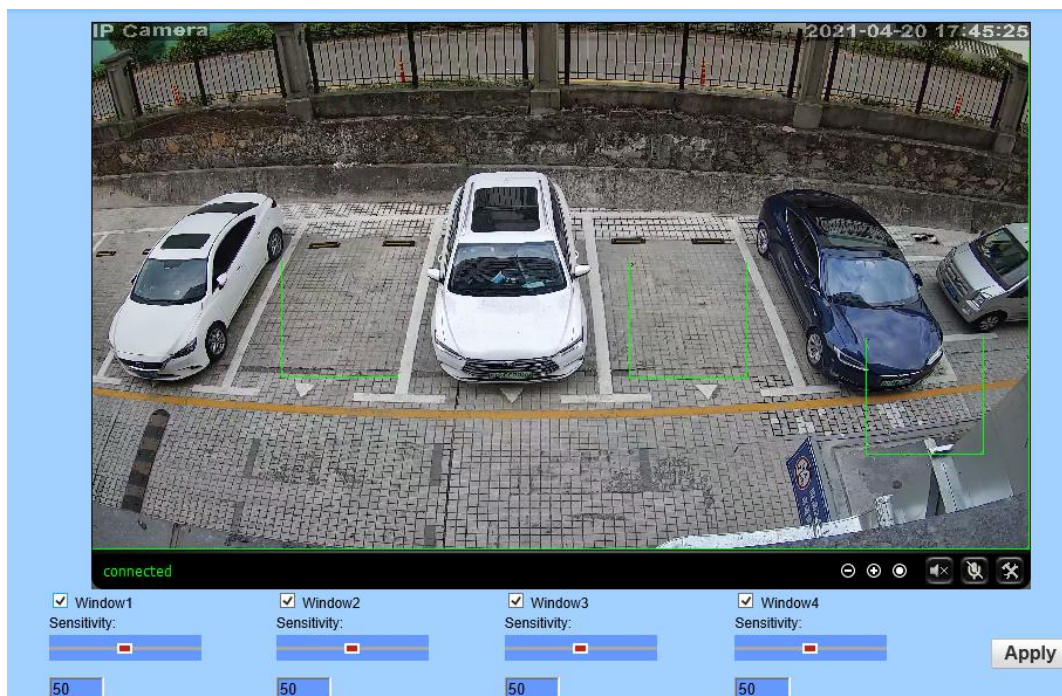 IP Camera 2021-04-20 17:45:25
connected
Window1 Window2 Window3 Window4
Sensitivity: Sensitivity: Sensitivity: Sensitivity:
Apply
50 50 50 50